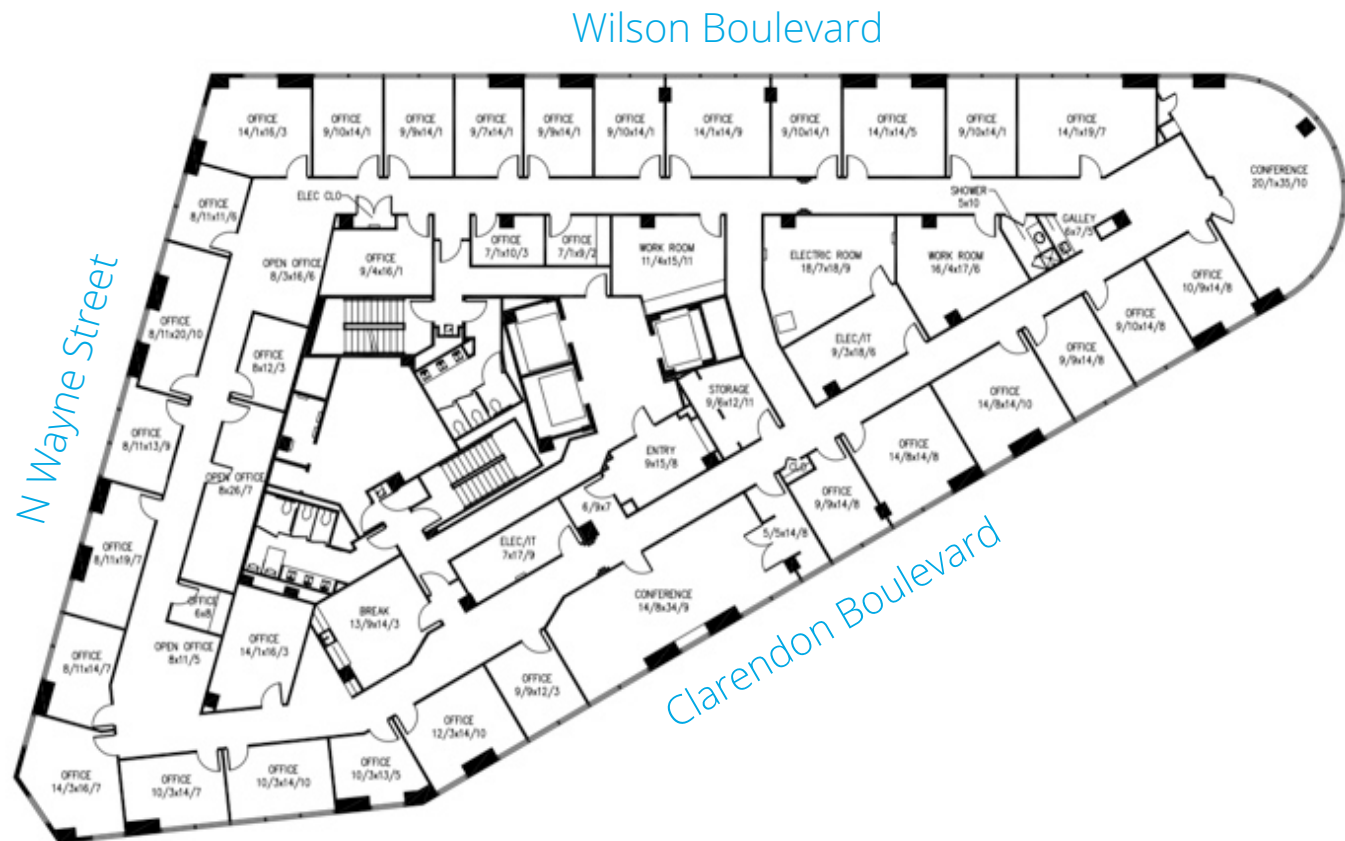 Wilson Boulevard
OFFICE
14/1x16/3
OFFICE
9/10x14/1
OFFICE
9/9x14/1
OFFICE
9/7x14/1
OFFICE
9/9x14/1
OFFICE
9/10x14/1
OFFICE
14/1x14/9
OFFICE
9/10x14/1
OFFICE
14/1x14/5
OFFICE
9/10x14/1
OFFICE
14/1x19/7
CONFERENCE
20/1x35/10
ELEC CLO
SHOWER
5x10
GALLEY
6x7/5
OFFICE
8/11x11/6
OPEN OFFICE
8/3x16/6
OFFICE
9/4x16/1
OFFICE
7/1x10/3
OFFICE
7/1x9/2
WORK ROOM
11/4x15/11
ELECTRIC ROOM
18/7x18/9
WORK ROOM
16/4x17/6
OFFICE
10/9x14/8
N Wayne Street
OFFICE
8/11x20/10
OFFICE
8x12/3
ELEC/IT
9/3x18/6
OFFICE
9/10x14/8
OFFICE
9/9x14/8
STORAGE
9/6x12/11
OFFICE
14/8x14/10
OFFICE
8/11x13/9
ENTRY
9x15/8
OFFICE
14/8x14/8
OPEN OFFICE
8x26/7
CLO
OFFICE
9/9x14/8
6/9x7
5/5x14/8
OFFICE
8/11x19/7
ELEC/IT
7x17/9
Clarendon Boulevard
CONFERENCE
14/8x34/9
OFFICE
6x8
BREAK
13/9x14/3
OFFICE
14/1x16/3
OPEN OFFICE
8x11/5
OFFICE
8/11x14/7
OFFICE
9/9x12/3
OFFICE
12/3x14/10
OFFICE
14/3x16/7
OFFICE
10/3x14/7
OFFICE
10/3x14/10
OFFICE
10/3x13/5